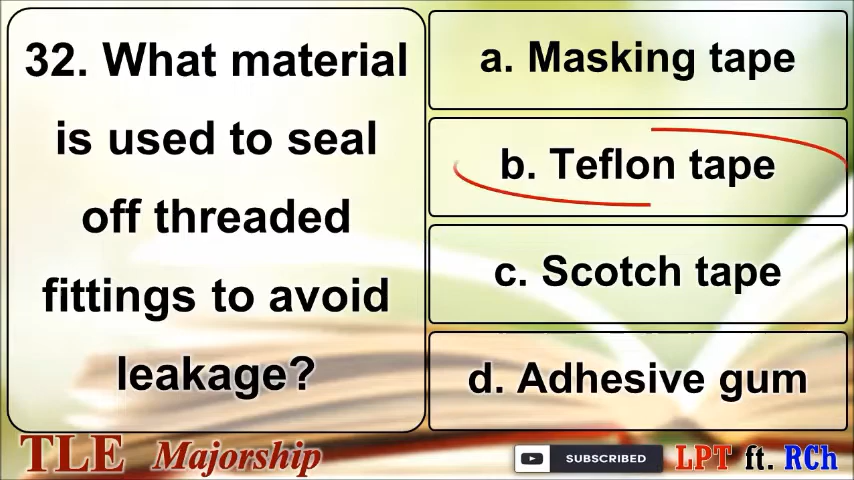 32. What material
is used to seal
off threaded
fittings to avoid
leakage?
a. Masking tape
b. Teflon tape
c. Scotch tape
d. Adhesive gum
TLE Majorship
SUBSCRIBED
LPT ft. RCh